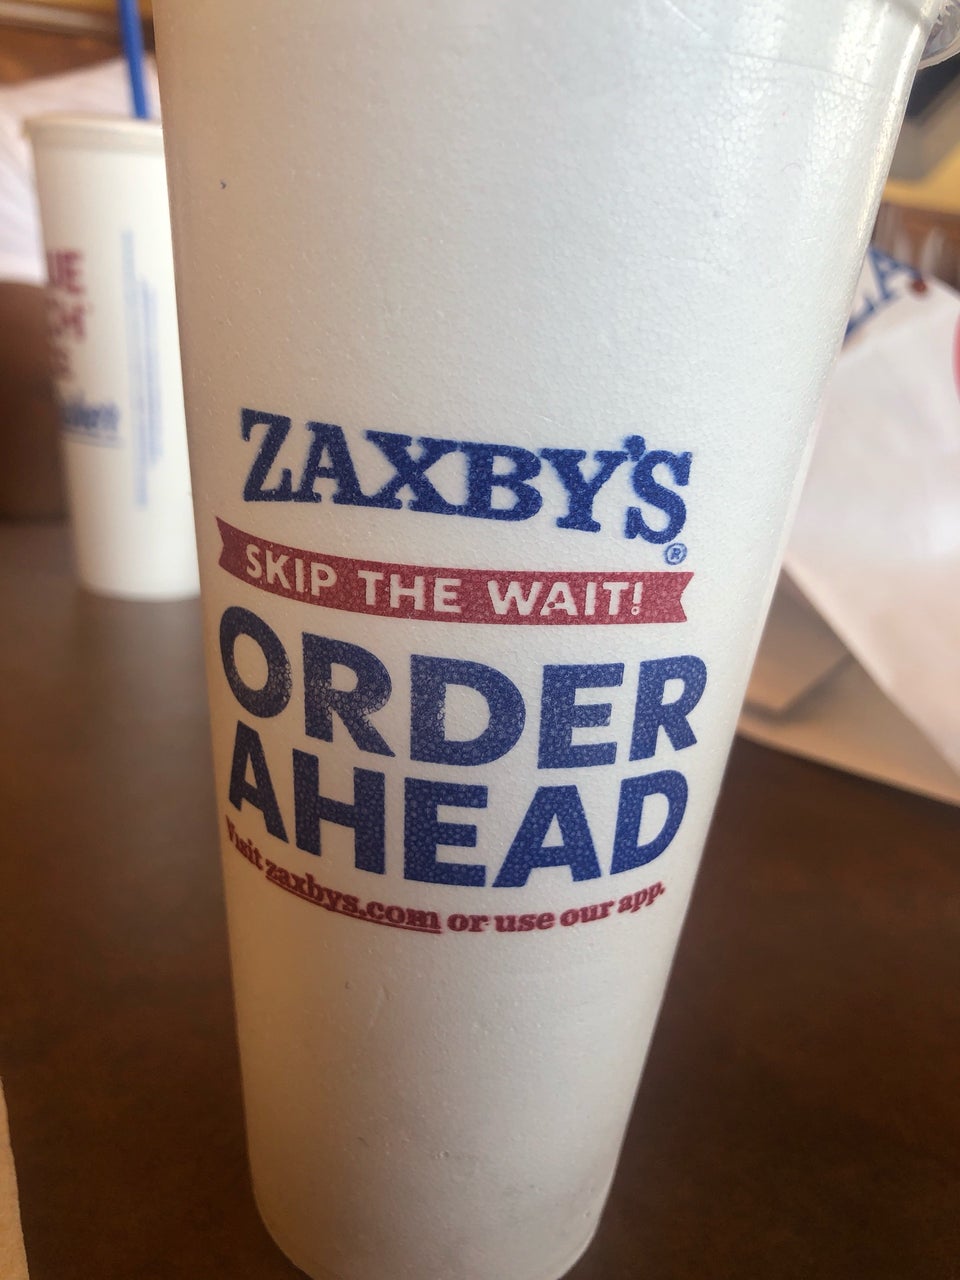 ZAXBY'S®
SKIP THE WAIT!
ORDER
AHEAD
Visit zaxbys.com or use our app.